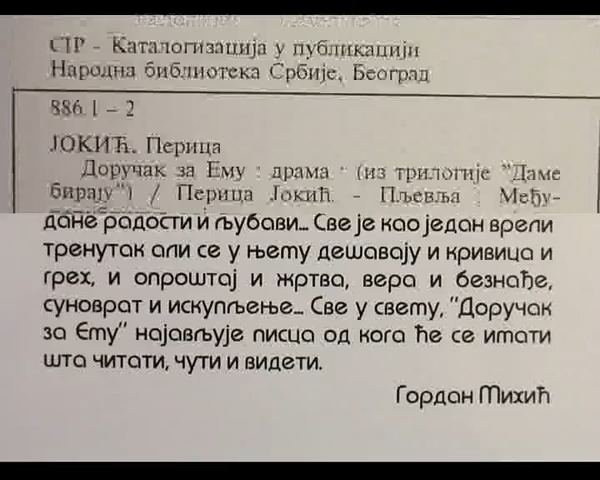 CIP - Каталогизација у публикацији
Народна библиотека Србије, Београд
886.1 – 2
ЈОКИЋ, Перица
Доручак за Ему : драма : (из трилогије "Даме
бирају") / Перица Јокић. - Пљевља : Међу-
дане радости и љубави... Све је као један врели
тренутак али се у њему дешавају и кривица и
грех, и опроштај и жртва, вера и безнађе,
суноврат и искупљење... Све у свему, "Доручак
за Ему" најављује писца од кога ће се имати
шта читати, чути и видети.
Гордан Михић